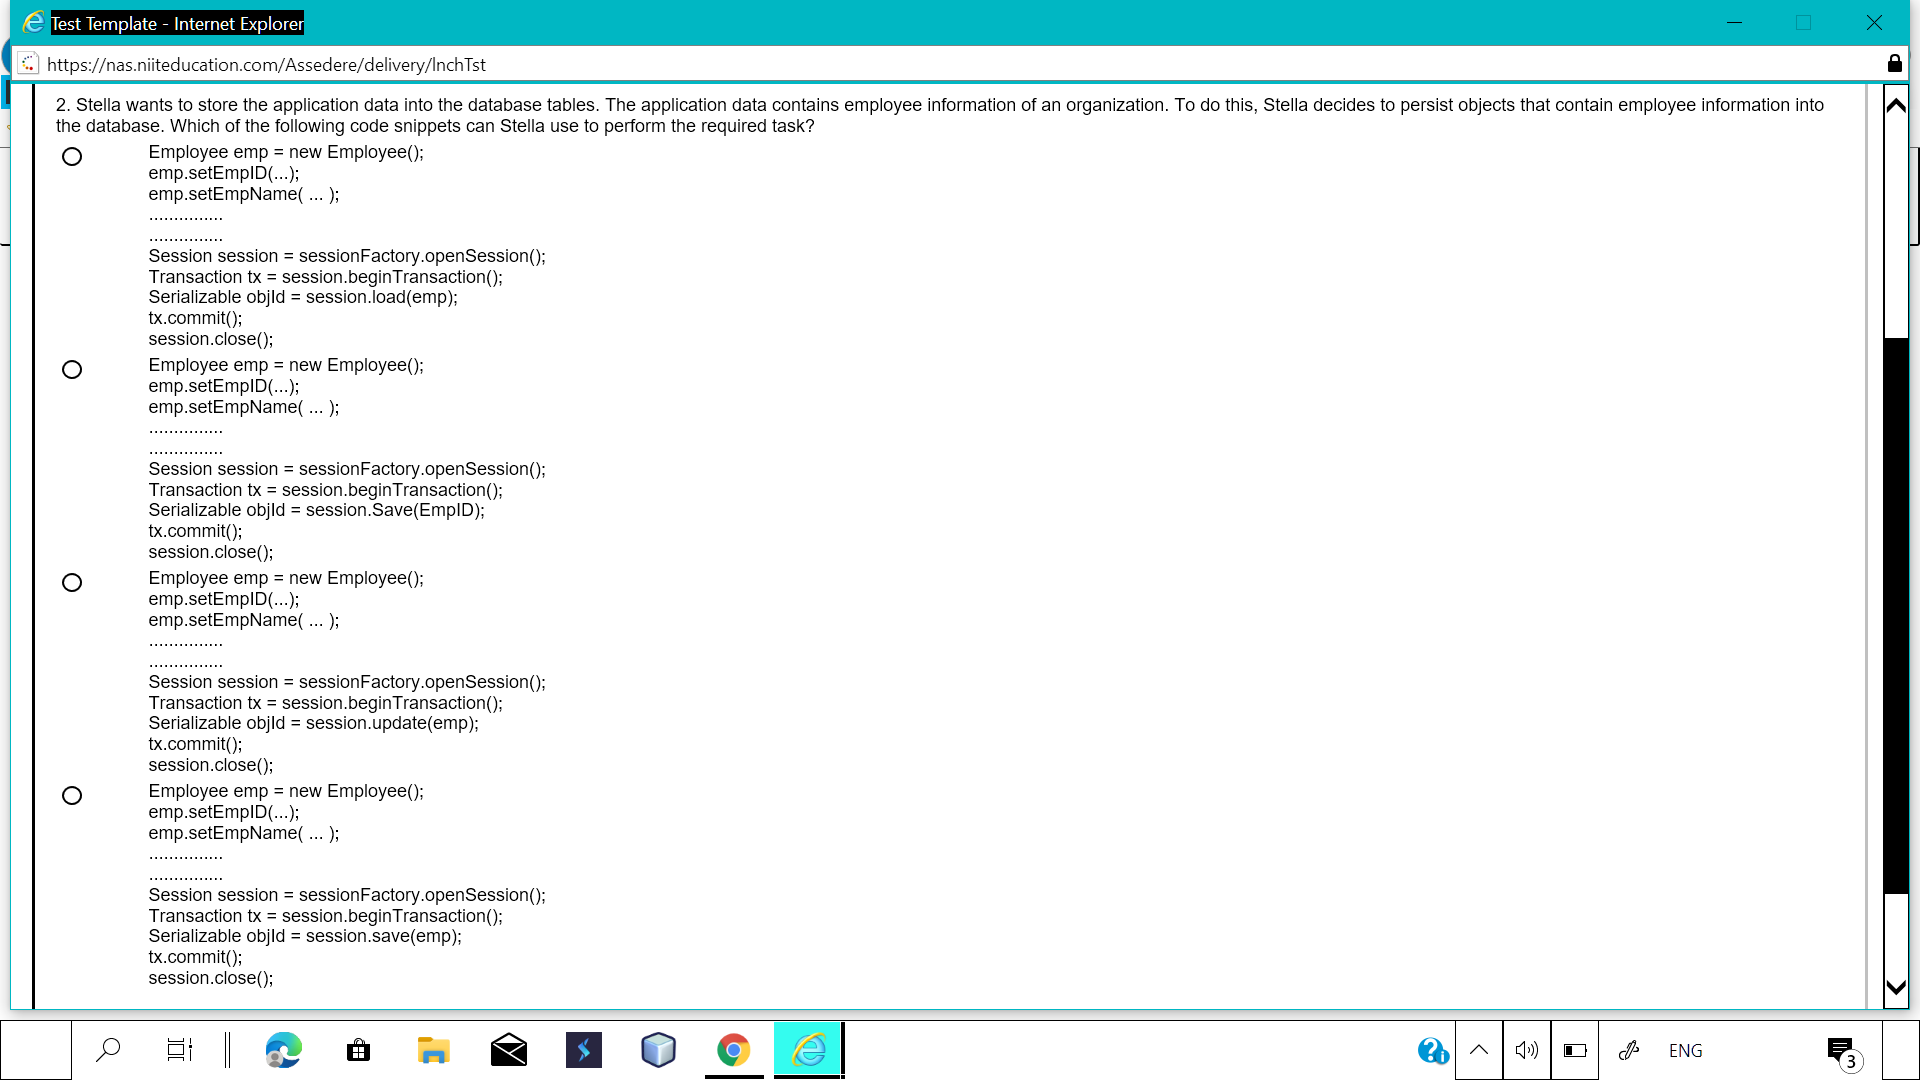 Test Template - Internet Explorer
https://nas.niiteducation.com/Assedere/delivery/lnchTst
2. Stella wants to store the application data into the database tables. The application data contains employee information of an organization. To do this, Stella decides to persist objects that contain employee information into
the database. Which of the following code snippets can Stella use to perform the required task?
Employee emp = new Employee();
emp.setEmpID(...);
emp.setEmpName( ... );
...............
...............
Session session = sessionFactory.openSession();
Transaction tx = session.beginTransaction();
Serializable objId = session.load(emp);
tx.commit();
session.close();
Employee emp = new Employee();
emp.setEmpID(...);
emp.setEmpName( ... );
...............
...............
Session session = sessionFactory.openSession();
Transaction tx = session.beginTransaction();
Serializable objId = session.Save(EmpID);
tx.commit();
session.close();
Employee emp = new Employee();
emp.setEmpID(...);
emp.setEmpName( ... );
...............
...............
Session session = sessionFactory.openSession();
Transaction tx = session.beginTransaction();
Serializable objId = session.update(emp);
tx.commit();
session.close();
Employee emp = new Employee();
emp.setEmpID(...);
emp.setEmpName( ... );
...............
...............
Session session = sessionFactory.openSession();
Transaction tx = session.beginTransaction();
Serializable objId = session.save(emp);
tx.commit();
session.close();
ENG
3